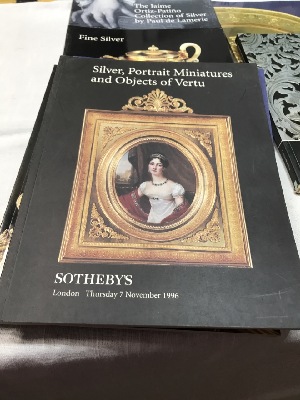 The Jaime
Ortiz-Patiño
Collection of Silver
by Paul de Lamerie
Fine Silver
Silver, Portrait Miniatures
and Objects of Vertu
SOTHEBY'S
London Thursday 7 November 1996